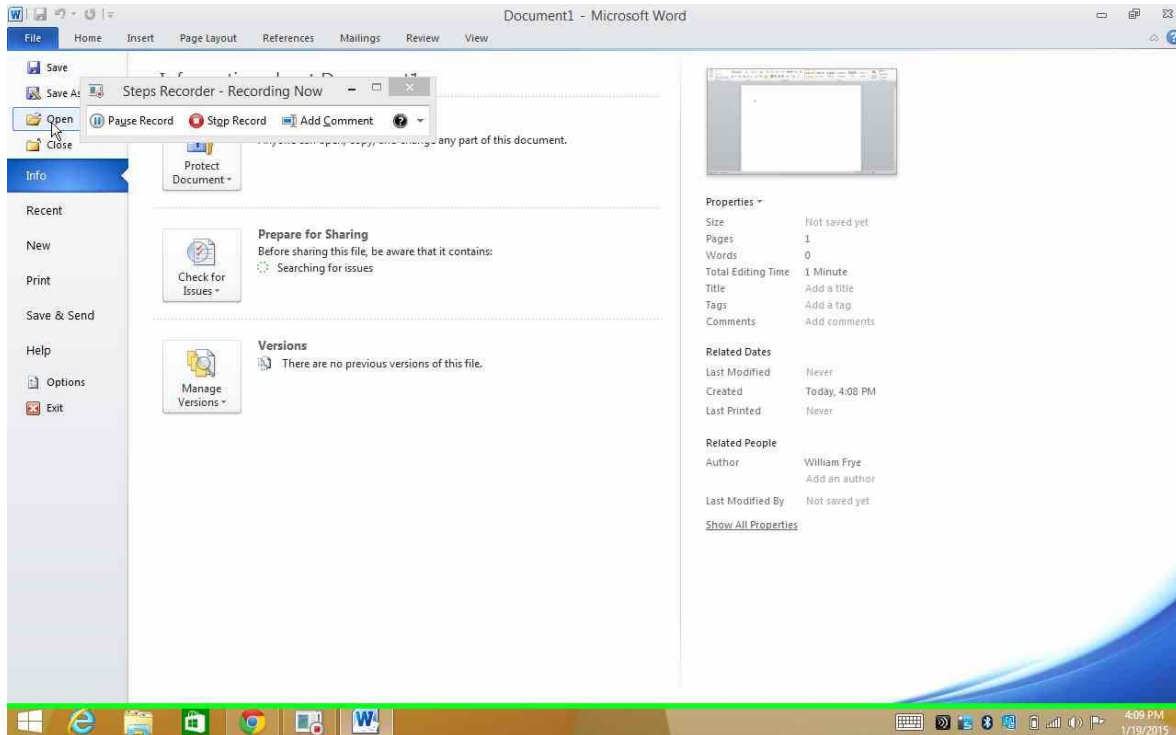 Document1 - Microsoft Word
File Home Insert Page Layout References Mailings Review View
Save
Save As
Open
Close
Info
Recent
New
Print
Save & Send
Help
Options
Exit
Steps Recorder - Recording Now
Pause Record Stop Record Add Comment
any part of this document.
Protect
Document
Prepare for Sharing
Before sharing this file, be aware that it contains:
Searching for issues
Check for
Issues
Versions
There are no previous versions of this file.
Manage
Versions
Properties
Size Not saved yet
Pages 1
Words 0
Total Editing Time 1 Minute
Title Add a title
Tags Add a tag
Comments Add comments
Related Dates
Last Modified Never
Created Today, 4:08 PM
Last Printed Never
Related People
Author William Frye
Add an author
Last Modified By Not saved yet
Show All Properties
4:09 PM
1/19/2015